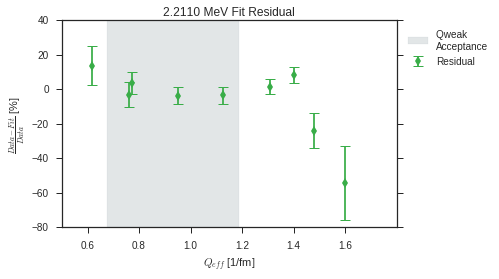 2.2110 MeV Fit Residual
40
20
0
−20
−40
−60
−80
0.6 0.8 1.0 1.2 1.4 1.6
Data − Fit
Data
[%]
Q_eff [1/fm]
Qweak
Acceptance
Residual